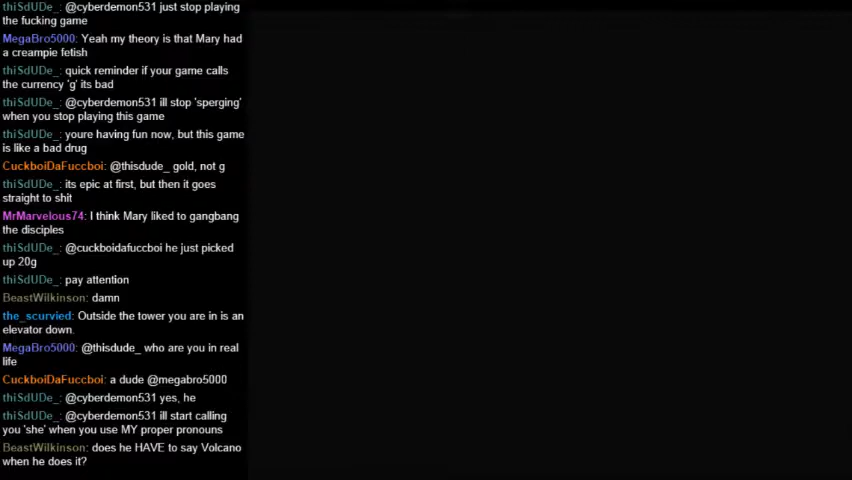 thiSdUDe_: @cyberdemon531 just stop playing
the fucking game
MegaBro5000: Yeah my theory is that Mary had
a creampie fetish
thiSdUDe_: quick reminder if your game calls
the currency 'g' its bad
thiSdUDe_: @cyberdemon531 ill stop 'sperging'
when you stop playing this game
thiSdUDe_: youre having fun now, but this game
is like a bad drug
CuckboiDaFuccboi: @thisdude_ gold, not g
thiSdUDe_: its epic at first, but then it goes
straight to shit
MrMarvelous74: I think Mary liked to gangbang
the disciples
thiSdUDe_: @cuckboidafuccboi he just picked
up 20g
thiSdUDe_: pay attention
BeastWilkinson: damn
the_scurvied: Outside the tower you are in is an
elevator down.
MegaBro5000: @thisdude_ who are you in real
life
CuckboiDaFuccboi: a dude @megabro5000
thiSdUDe_: @cyberdemon531 yes, he
thiSdUDe_: @cyberdemon531 ill start calling
you 'she' when you use MY proper pronouns
BeastWilkinson: does he HAVE to say Volcano
when he does it?